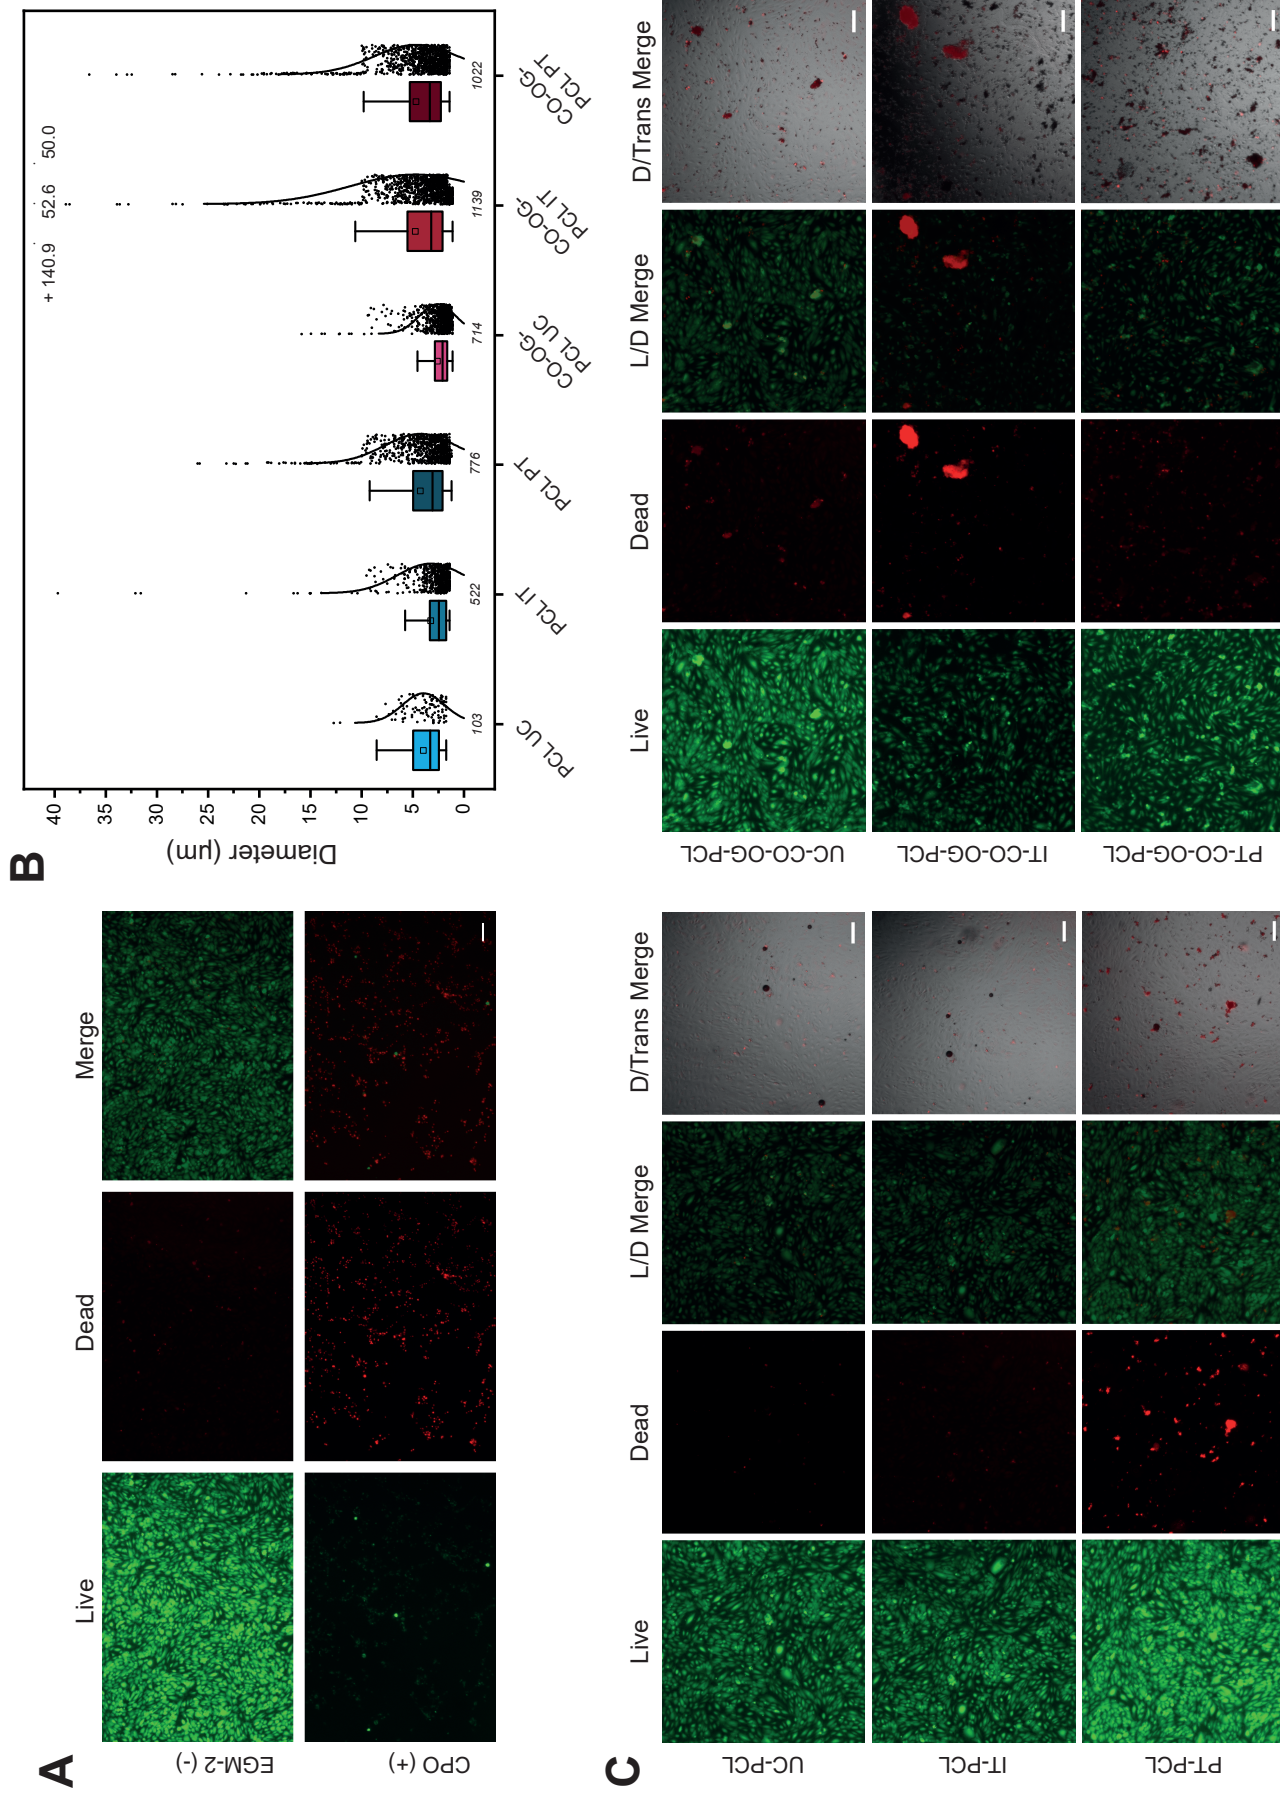 A
Live
Dead
Merge
EGM-2 (-)
CPO (+)
B
Diameter (µm)
40
35
30
25
20
15
10
5
0
+ 140.9
52.6
50.0
103
522
776
714
1139
1022
PCL UC
PCL IT
PCL PT
CO-OG-
PCL UC
CO-OG-
PCL IT
CO-OG-
PCL PT
C
Live
Dead
L/D Merge
D/Trans Merge
UC-PCL
IT-PCL
PT-PCL
Live
Dead
L/D Merge
D/Trans Merge
UC-CO-OG-PCL
IT-CO-OG-PCL
PT-CO-OG-PCL